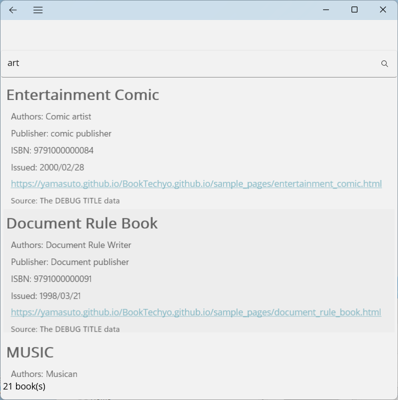 art
Entertainment Comic
Authors: Comic artist
Publisher: comic publisher
ISBN: 9791000000084
Issued: 2000/02/28
https://yamasuto.github.io/BookTechyo.github.io/sample_pages/entertainment_comic.html
Source: The DEBUG TITLE data
Document Rule Book
Authors: Document Rule Writer
Publisher: Document publisher
ISBN: 9791000000091
Issued: 1998/03/21
https://yamasuto.github.io/BookTechyo.github.io/sample_pages/document_rule_book.html
Source: The DEBUG TITLE data
MUSIC
Authors: Musican
21 book(s)